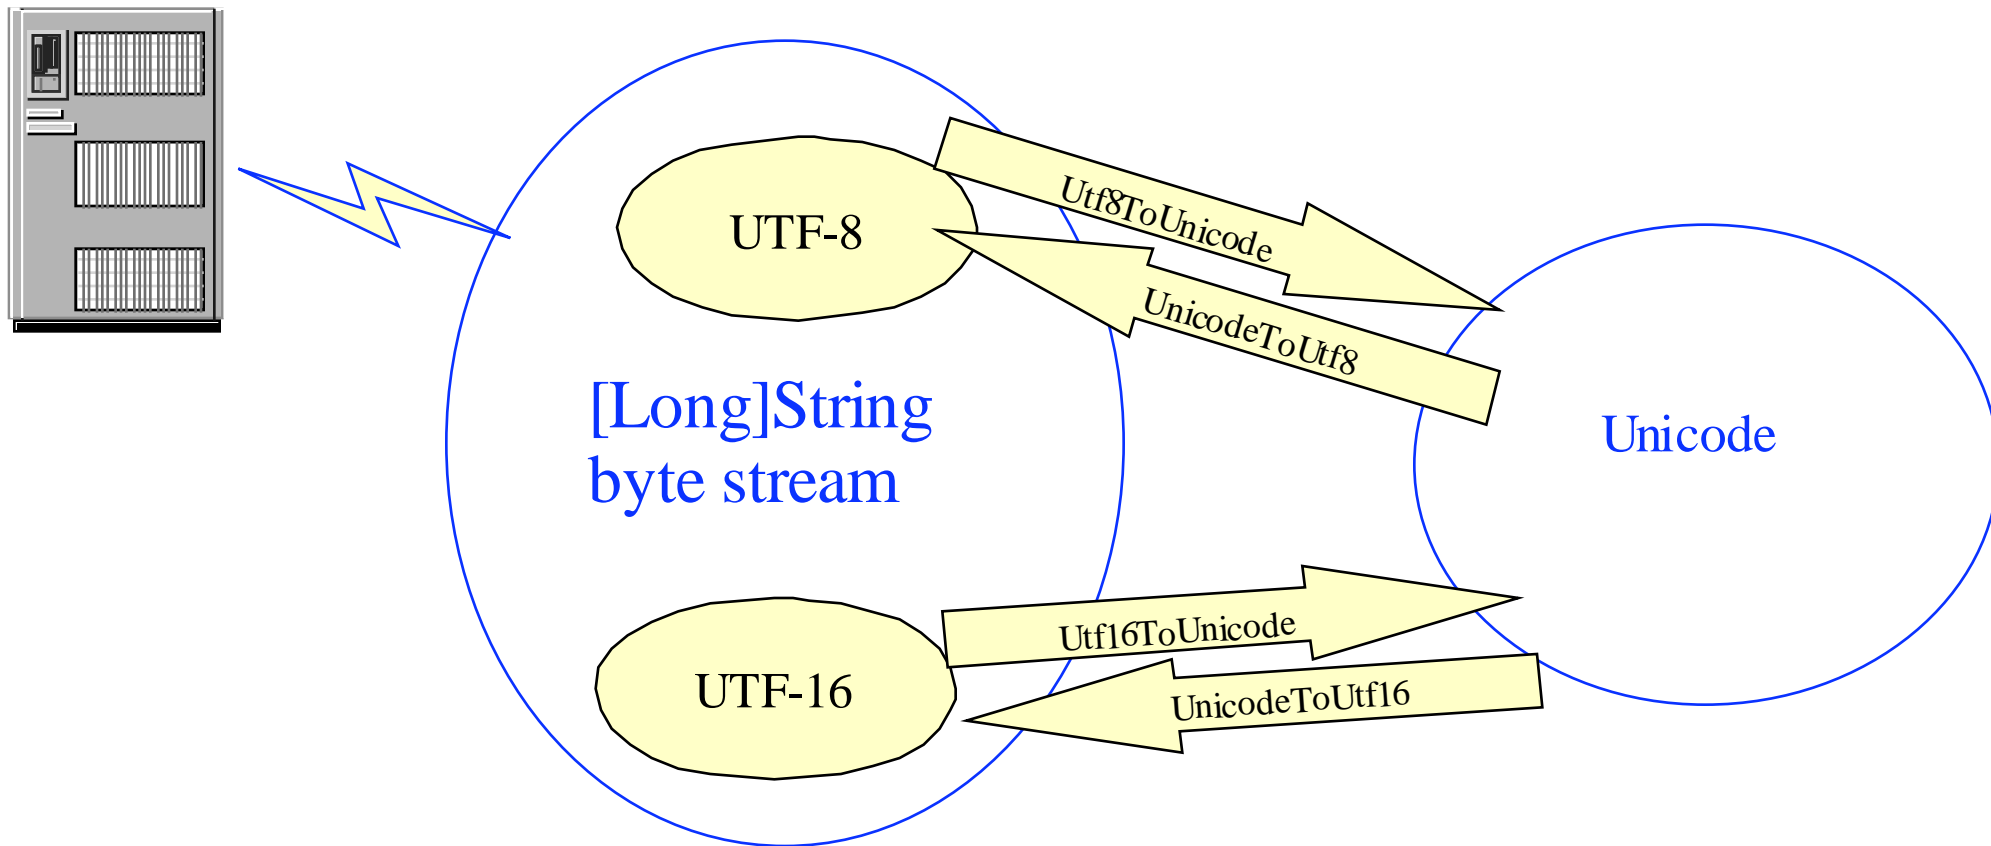 UTF-8
Utf8ToUnicode
UnicodeToUtf8
[Long]String
byte stream
Unicode
Utf16ToUnicode
UTF-16
UnicodeToUtf16